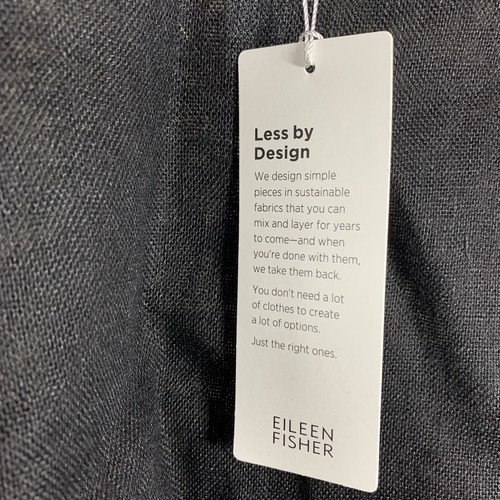 Less by
Design
We design simple
pieces in sustainable
fabrics that you can
mix and layer for years
to come—and when
you're done with them,
we take them back.
You don't need a lot
of clothes to create
a lot of options.
Just the right ones.
EILEEN
FISHER